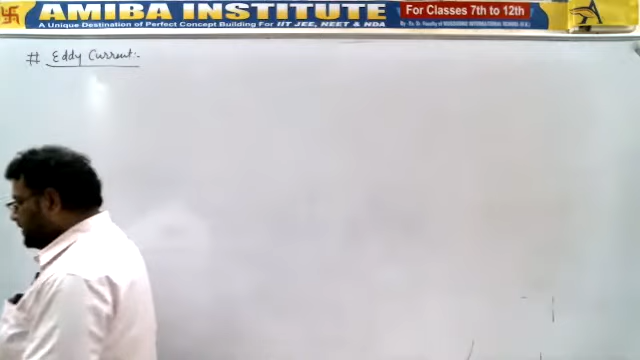 AMIBA INSTITUTE
A Unique Destination of Perfect Concept Building For IIT JEE, NEET & NDA
For Classes 7th to 12th
# Eddy Current:-